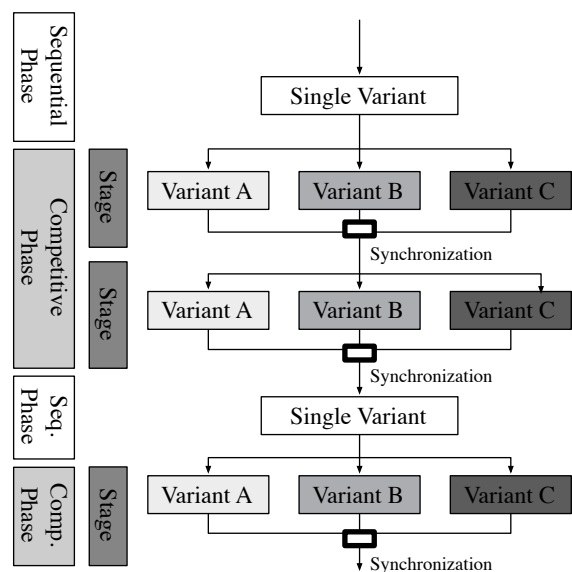 Sequential
Phase
Single Variant
Competitive
Phase
Stage
Variant A
Variant B
Variant C
Synchronization
Stage
Variant A
Variant B
Variant C
Synchronization
Seq.
Phase
Single Variant
Comp.
Phase
Stage
Variant A
Variant B
Variant C
Synchronization